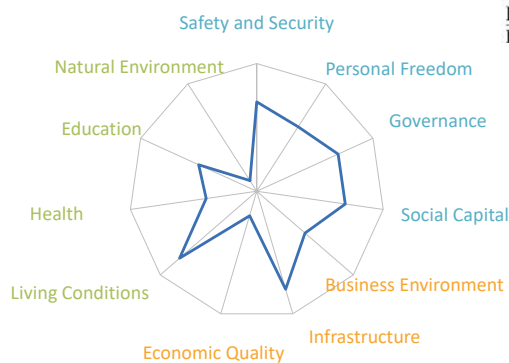 Safety and Security
Natural Environment
Personal Freedom
Education
Governance
Health
Social Capital
Living Conditions
Business Environment
Infrastructure
Economic Quality